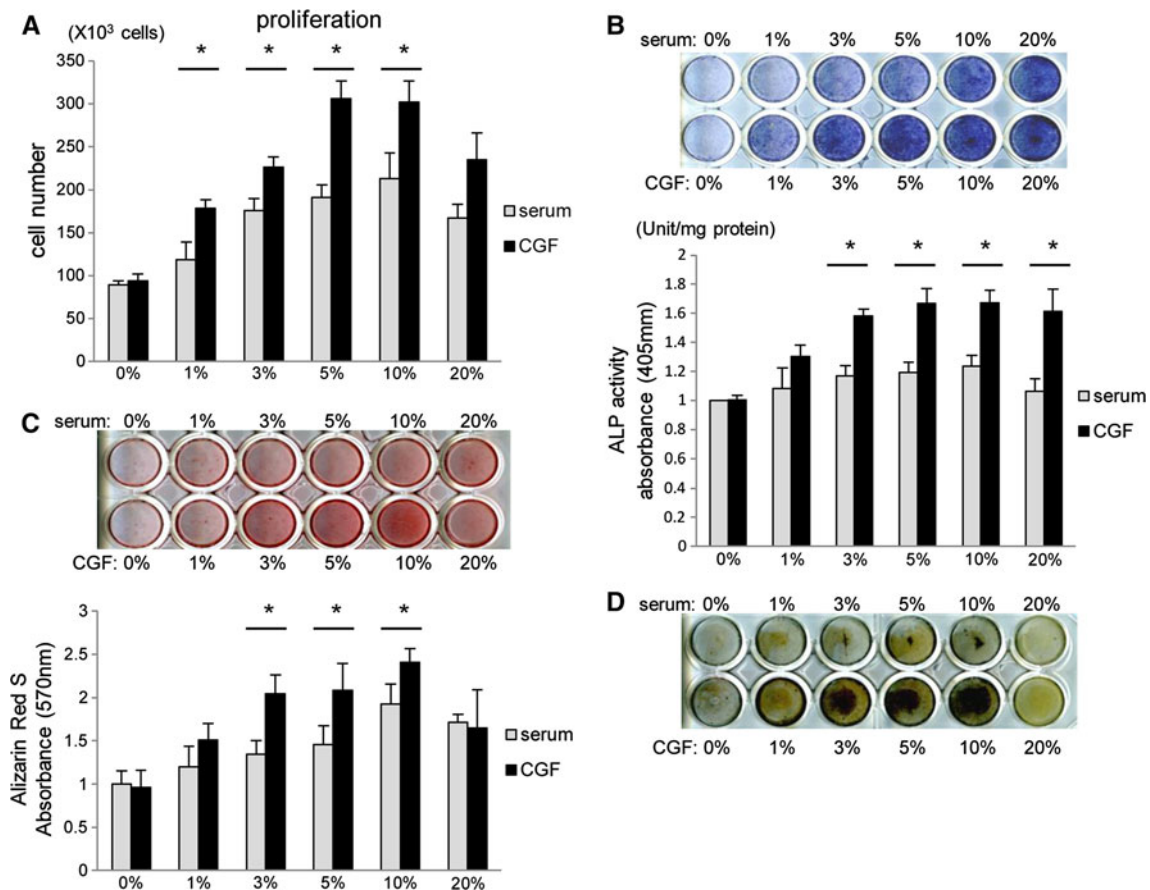 A
proliferation
(X10³ cells)
* * * *
350
300
250
200
150
100
50
0
cell number
0% 1% 3% 5% 10% 20%
serum
CGF
B
serum: 0% 1% 3% 5% 10% 20%
CGF: 0% 1% 3% 5% 10% 20%
(Unit/mg protein)
* * * *
2
1.8
1.6
1.4
1.2
1
0.8
0.6
0.4
0.2
0
ALP activity
absorbance (405mm)
0% 1% 3% 5% 10% 20%
serum
CGF
C
serum: 0% 1% 3% 5% 10% 20%
CGF: 0% 1% 3% 5% 10% 20%
* * *
3
2.5
2
1.5
1
0.5
0
Alizarin Red S
Absorbance (570nm)
0% 1% 3% 5% 10% 20%
serum
CGF
D
serum: 0% 1% 3% 5% 10% 20%
CGF: 0% 1% 3% 5% 10% 20%